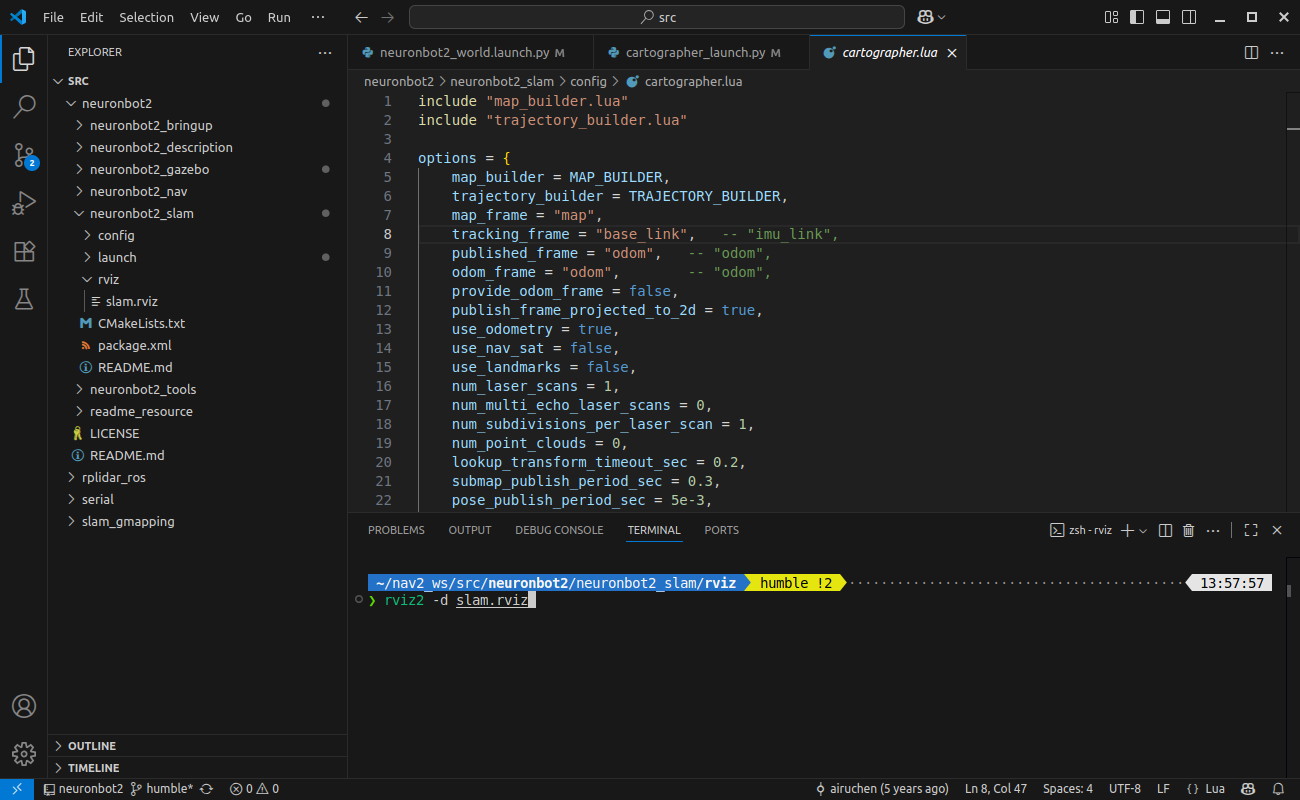 File Edit Selection View Go Run ··· src
EXPLORER ···
SRC
neuronbot2
neuronbot2_bringup
neuronbot2_description
neuronbot2_gazebo
neuronbot2_nav
neuronbot2_slam
config
launch
rviz
slam.rviz
CMakeLists.txt
package.xml
README.md
neuronbot2_tools
readme_resource
LICENSE
README.md
rplidar_ros
serial
slam_gmapping
OUTLINE
TIMELINE
2
neuronbot2_world.launch.py M cartographer_launch.py M cartographer.lua
neuronbot2 > neuronbot2_slam > config > cartographer.lua
1 include "map_builder.lua"
2 include "trajectory_builder.lua"
3
4 options = {
5 map_builder = MAP_BUILDER,
6 trajectory_builder = TRAJECTORY_BUILDER,
7 map_frame = "map",
8 tracking_frame = "base_link", -- "imu_link",
9 published_frame = "odom", -- "odom",
10 odom_frame = "odom", -- "odom",
11 provide_odom_frame = false,
12 publish_frame_projected_to_2d = true,
13 use_odometry = true,
14 use_nav_sat = false,
15 use_landmarks = false,
16 num_laser_scans = 1,
17 num_multi_echo_laser_scans = 0,
18 num_subdivisions_per_laser_scan = 1,
19 num_point_clouds = 0,
20 lookup_transform_timeout_sec = 0.2,
21 submap_publish_period_sec = 0.3,
22 pose_publish_period_sec = 5e-3,
PROBLEMS OUTPUT DEBUG CONSOLE TERMINAL PORTS zsh - rviz ···
~/nav2_ws/src/neuronbot2/neuronbot2_slam/rviz humble !2 13:57:57
❯ rviz2 -d slam.rviz
neuronbot2 humble* 0 0 airuchen (5 years ago) Ln 8, Col 47 Spaces: 4 UTF-8 LF {} Lua